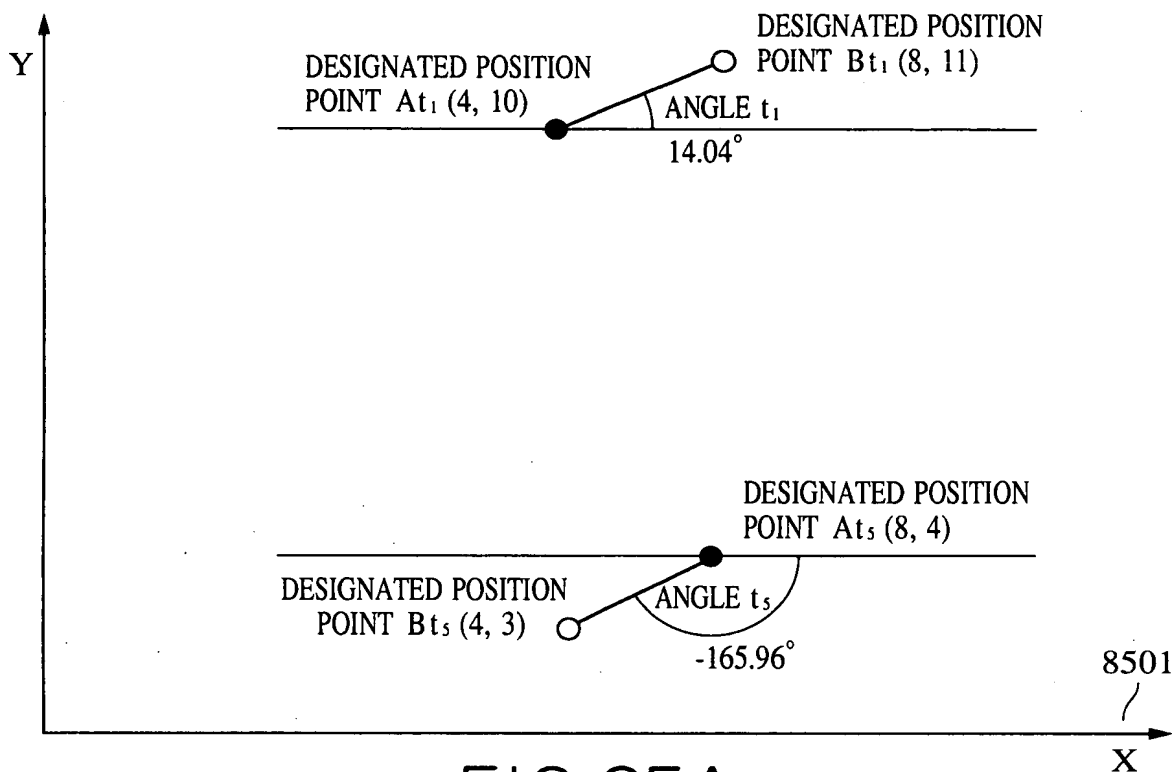 Y
DESIGNATED POSITION
POINT Bt₁ (8, 11)
DESIGNATED POSITION
POINT At₁ (4, 10)
ANGLE t₁
14.04°
DESIGNATED POSITION
POINT At₅ (8, 4)
DESIGNATED POSITION
POINT Bt₅ (4, 3)
ANGLE t₅
-165.96°
8501
X